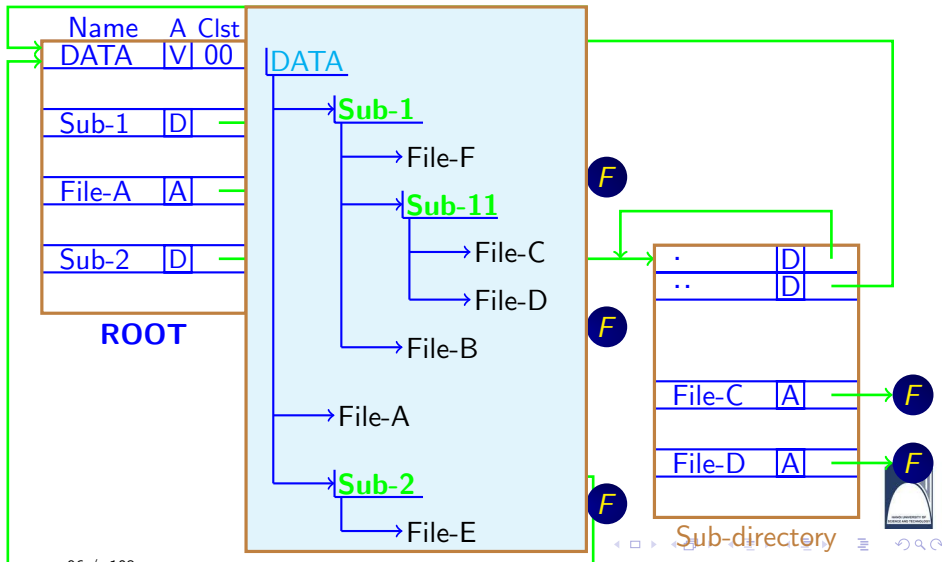 Name A Clst
DATA V 00
Sub-1 D
File-A A
Sub-2 D
ROOT
DATA
Sub-1
File-F
Sub-11
File-C
File-D
File-B
File-A
Sub-2
File-E
F
F
F
. D
.. D
File-C A F
File-D A F
Sub-directory